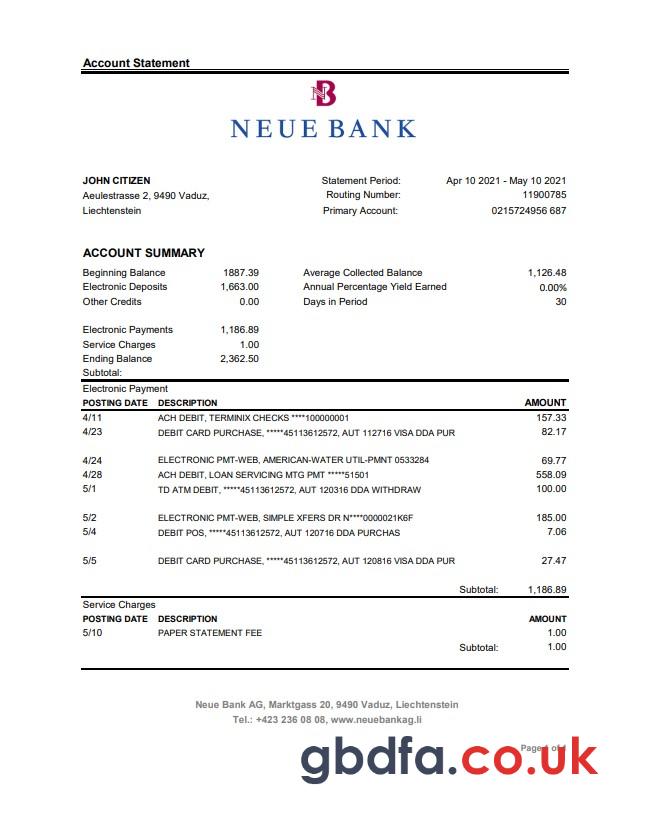 Account Statement
NB
NEUE BANK
JOHN CITIZEN
Aeulestrasse 2, 9490 Vaduz,
Liechtenstein
Statement Period: Apr 10 2021 - May 10 2021
Routing Number: 11900785
Primary Account: 0215724956 687
ACCOUNT SUMMARY
Beginning Balance 1887.39 Average Collected Balance 1,126.48
Electronic Deposits 1,663.00 Annual Percentage Yield Earned 0.00%
Other Credits 0.00 Days in Period 30
Electronic Payments 1,186.89
Service Charges 1.00
Ending Balance 2,362.50
Subtotal:
Electronic Payment
POSTING DATE DESCRIPTION AMOUNT
4/11 ACH DEBIT, TERMINIX CHECKS ****100000001 157.33
4/23 DEBIT CARD PURCHASE, *****45113612572, AUT 112716 VISA DDA PUR 82.17
4/24 ELECTRONIC PMT-WEB, AMERICAN-WATER UTIL-PMNT 0533284 69.77
4/28 ACH DEBIT, LOAN SERVICING MTG PMT *****51501 558.09
5/1 TD ATM DEBIT, *****45113612572, AUT 120316 DDA WITHDRAW 100.00
5/2 ELECTRONIC PMT-WEB, SIMPLE XFERS DR N****0000021K6F 185.00
5/4 DEBIT POS, *****45113612572, AUT 120716 DDA PURCHAS 7.06
5/5 DEBIT CARD PURCHASE, *****45113612572, AUT 120816 VISA DDA PUR 27.47
Subtotal: 1,186.89
Service Charges
POSTING DATE DESCRIPTION AMOUNT
5/10 PAPER STATEMENT FEE 1.00
Subtotal: 1.00
Neue Bank AG, Marktgass 20, 9490 Vaduz, Liechtenstein
Tel.: +423 236 08 08, www.neuebankag.li
Page 1 of
gbdfa.co.uk